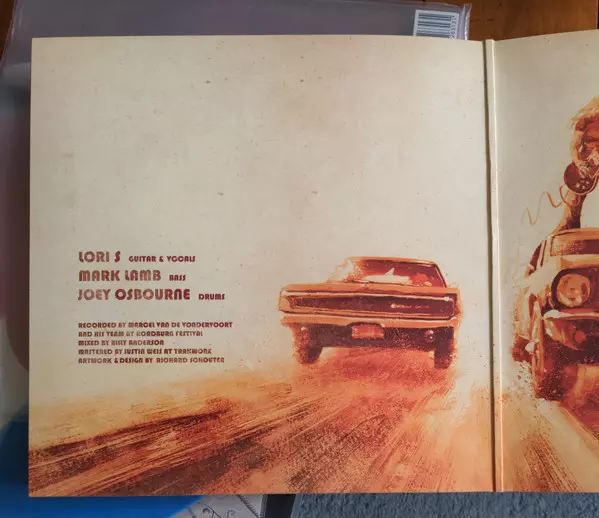 LORI S GUITAR & VOCALS
MARK LAMB BASS
JOEY OSBOURNE DRUMS
RECORDED BY MARCEL VAN DE VONDERVOORT
AND HIS TEAM BY ROADBURN FESTIVAL
MIXED BY BILLY ANDERSON
MASTERED BY JUSTIN WEIS AT TRAKWORX
ARTWORK & DESIGN BY RICHARD SCHOUTEN